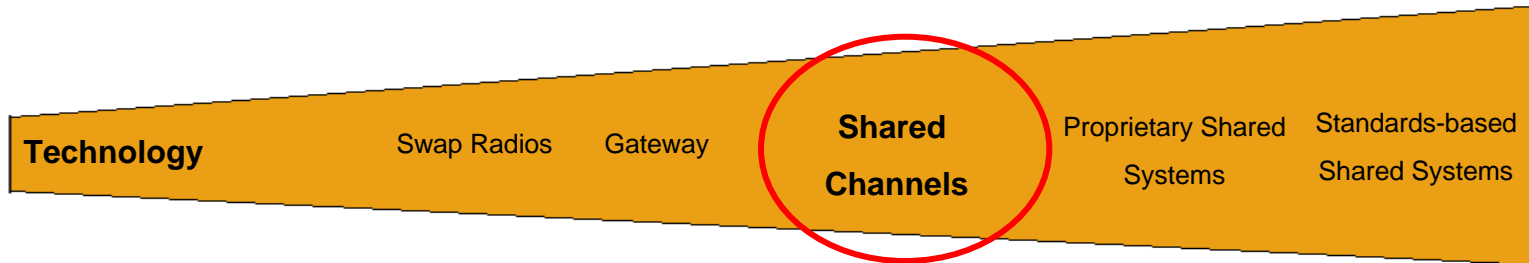 Technology
Swap Radios
Gateway
Shared
Channels
Proprietary Shared
Systems
Standards-based
Shared Systems